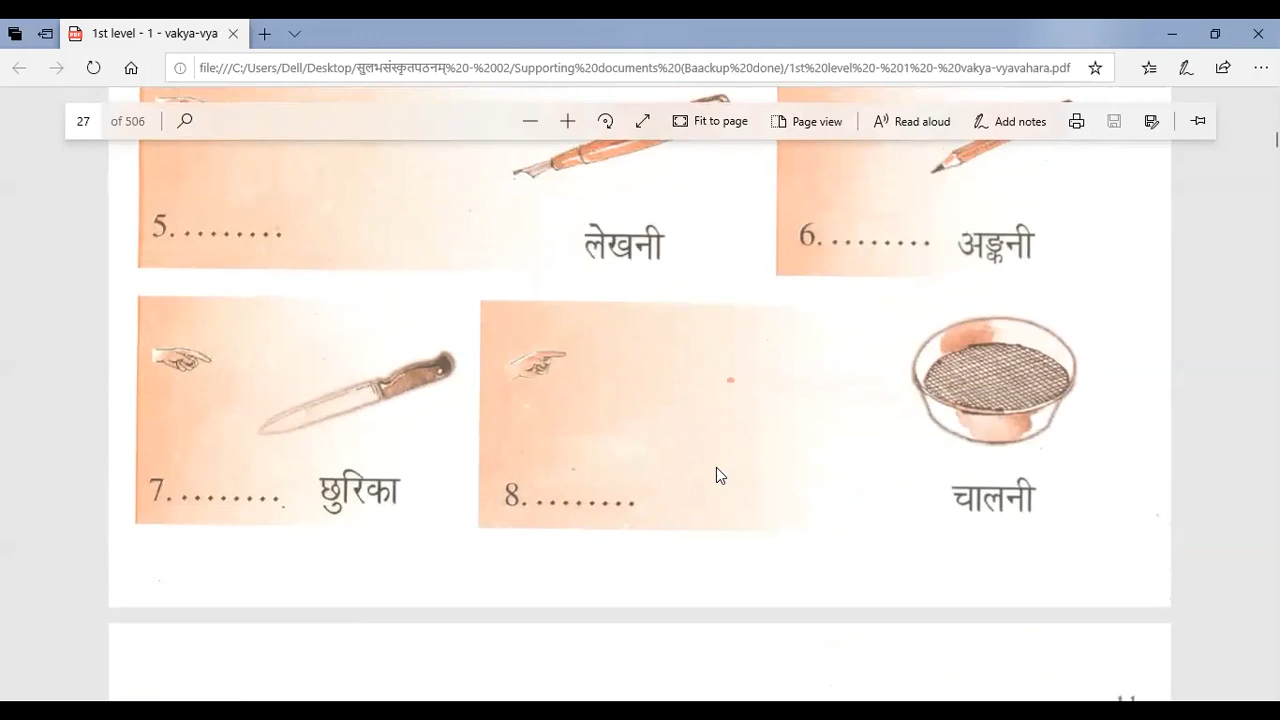 1st level - 1 - vakya-vya
file:///C:/Users/Dell/Desktop/सुलभसंस्कृतपठनम्%20-%2002/Supporting%20documents%20(Baackup%20done)/1st%20level%20-%201%20-%20vakya-vyavahara.pdf
27 of 506 Fit to page Page view Read aloud Add notes
5. ......... लेखनी
6. ......... अङ्कनी
7. ......... छुरिका
8. ......... चालनी